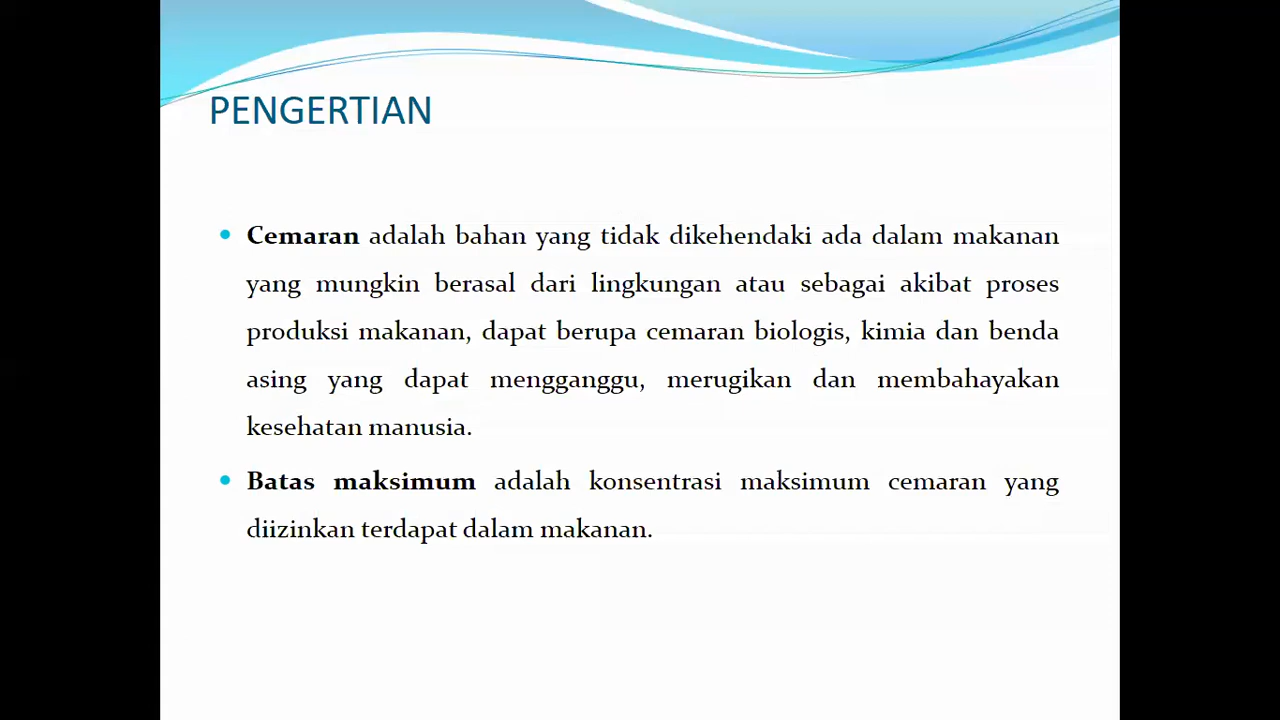 PENGERTIAN
• Cemaran adalah bahan yang tidak dikehendaki ada dalam makanan
yang mungkin berasal dari lingkungan atau sebagai akibat proses
produksi makanan, dapat berupa cemaran biologis, kimia dan benda
asing yang dapat mengganggu, merugikan dan membahayakan
kesehatan manusia.
• Batas maksimum adalah konsentrasi maksimum cemaran yang
diizinkan terdapat dalam makanan.